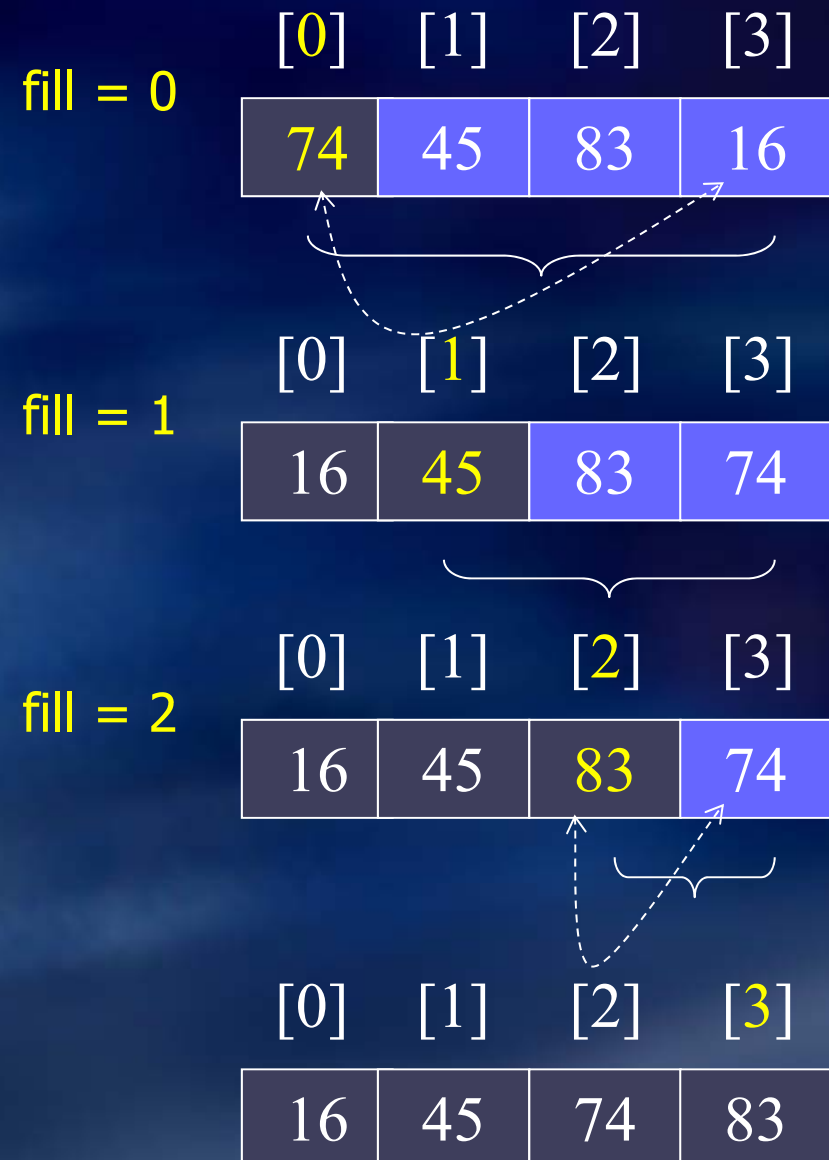 [0] [1] [2] [3]
fill = 0
74 45 83 16
[0] [1] [2] [3]
fill = 1
16 45 83 74
[0] [1] [2] [3]
fill = 2
16 45 83 74
[0] [1] [2] [3]
16 45 74 83